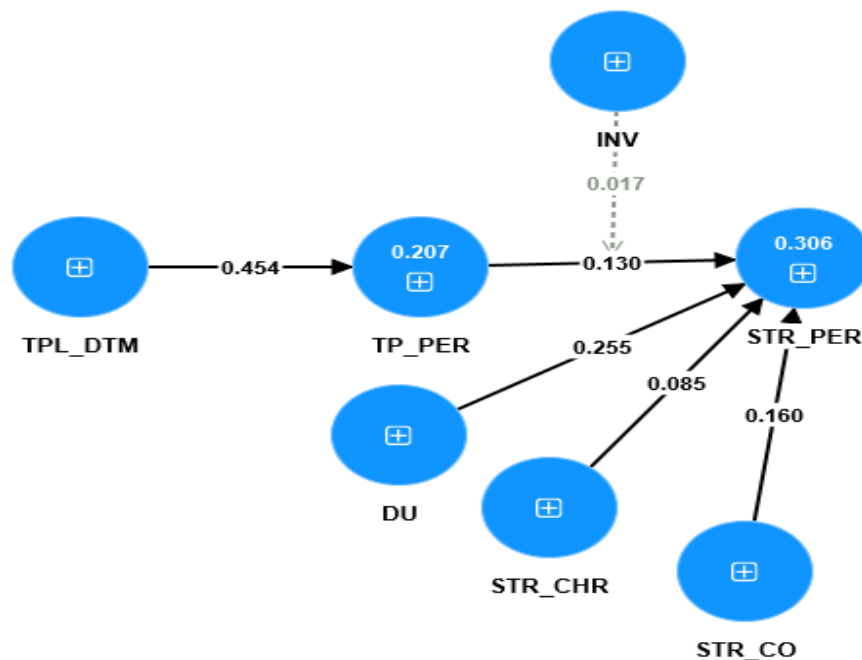 INV
0.017
0.207
0.306
0.454
0.130
TPL_DTM
TP_PER
STR_PER
0.255
0.085
0.160
DU
STR_CHR
STR_CO